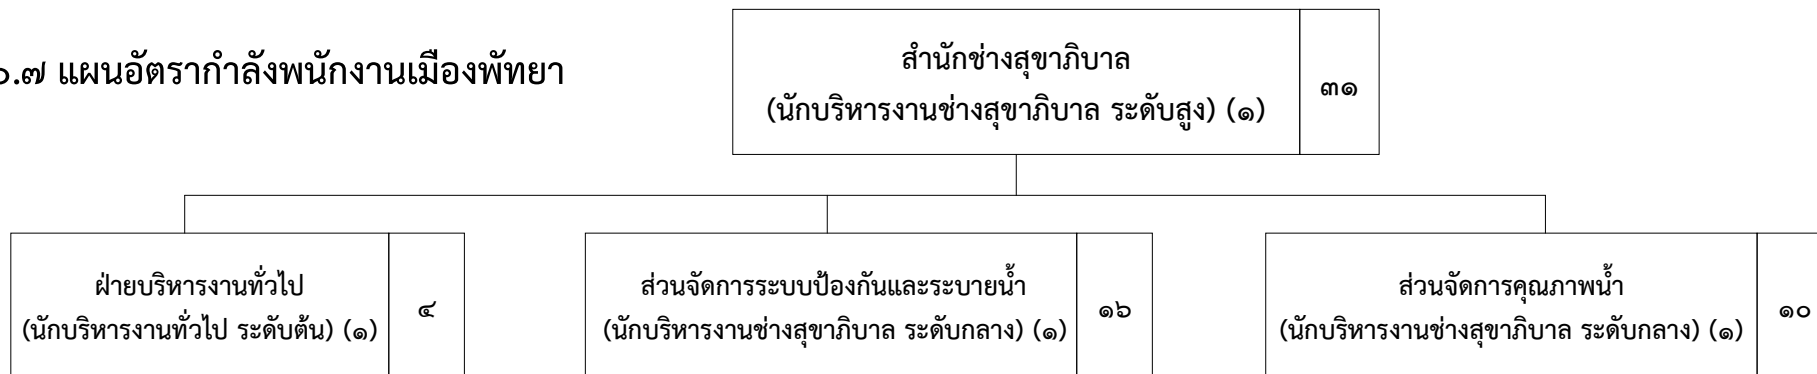 ๐.๗ แผนอัตรากำลังพนักงานเมืองพัทยา
สำนักช่างสุขาภิบาล
(นักบริหารงานช่างสุขาภิบาล ระดับสูง) (๑)
๓๑
ฝ่ายบริหารงานทั่วไป
(นักบริหารงานทั่วไป ระดับต้น) (๑)
๔
ส่วนจัดการระบบป้องกันและระบายน้ำ
(นักบริหารงานช่างสุขาภิบาล ระดับกลาง) (๑)
๑๖
ส่วนจัดการคุณภาพน้ำ
(นักบริหารงานช่างสุขาภิบาล ระดับกลาง) (๑)
๑๐